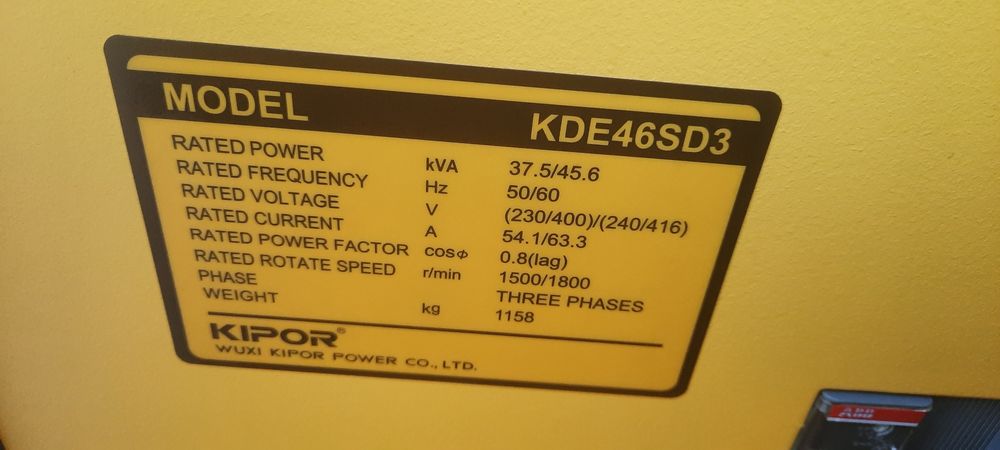 MODEL KDE46SD3
RATED POWER kVA 37.5/45.6
RATED FREQUENCY Hz 50/60
RATED VOLTAGE V (230/400)/(240/416)
RATED CURRENT A 54.1/63.3
RATED POWER FACTOR cosΦ 0.8(lag)
RATED ROTATE SPEED r/min 1500/1800
PHASE THREE PHASES
WEIGHT kg 1158
KIPOR®
WUXI KIPOR POWER CO., LTD.